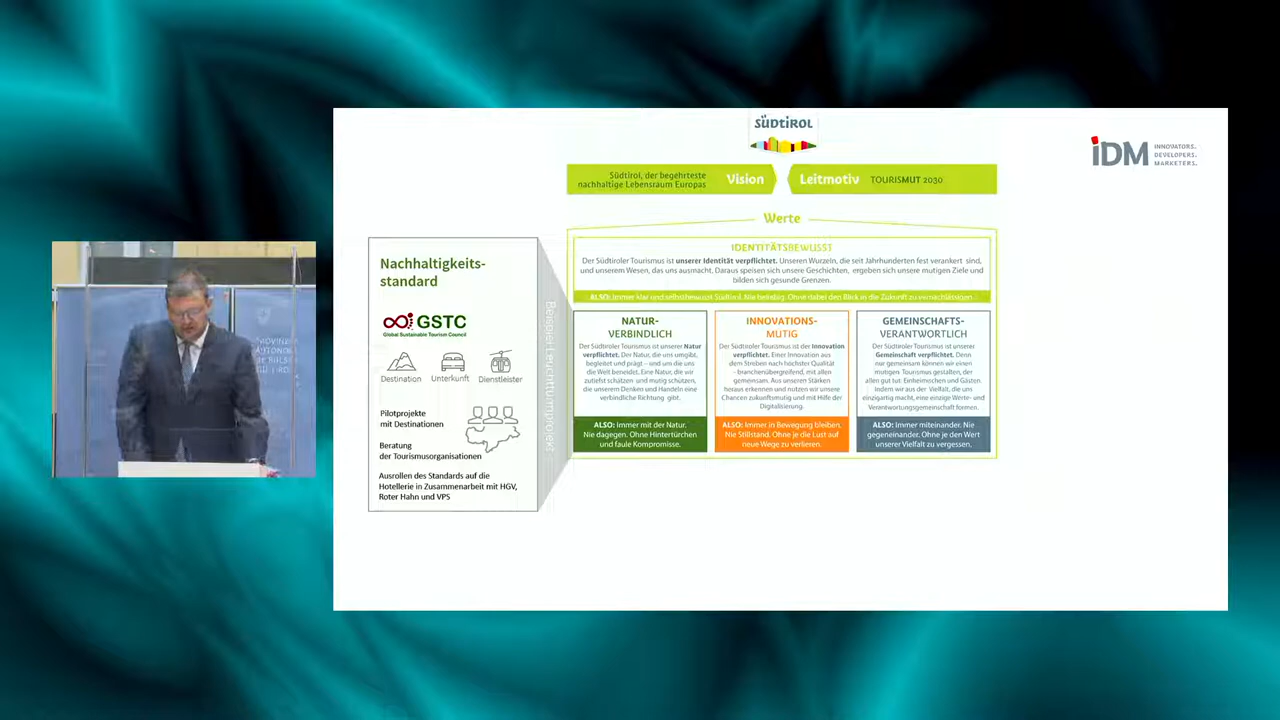 SÜDTIROL
iDM
INNOVATORS.
DEVELOPERS.
MARKETERS.
Südtirol, der begehrteste
nachhaltige Lebensraum Europas
Vision
Leitmotiv
TOURISMUT 2030
Werte
Nachhaltigkeits-
standard
GSTC
Global Sustainable Tourism Council
Destination
Unterkunft
Dienstleister
Pilotprojekte
mit Destinationen
Beratung
der Tourismusorganisationen
Ausrollen des Standards auf die
Hotellerie in Zusammenarbeit mit HGV,
Roter Hahn und VPS
Beispiel Leuchtturmprojekt
IDENTITÄTSBEWUSST
Der Südtiroler Tourismus ist unserer Identität verpflichtet. Unseren Wurzeln, die seit Jahrhunderten fest verankert sind,
und unserem Wesen, das uns ausmacht. Daraus speisen sich unsere Geschichten, ergeben sich unsere mutigen Ziele und
bilden sich gesunde Grenzen.
ALSO: Immer klar und selbstbewusst Südtirol. Nie beliebig. Ohne dabei den Blick in die Zukunft zu vernachlässigen.
NATUR-
VERBINDLICH
Der Südtiroler Tourismus ist unserer Natur
verpflichtet. Der Natur, die uns umgibt,
begleitet und prägt – und um die uns
die Welt beneidet. Eine Natur, die wir
zutiefst schätzen und mutig schützen,
die unserem Denken und Handeln eine
verbindliche Richtung gibt.
ALSO: Immer mit der Natur.
Nie dagegen. Ohne Hintertürchen
und faule Kompromisse.
INNOVATIONS-
MUTIG
Der Südtiroler Tourismus ist der Innovation
verpflichtet. Einer Innovation aus
dem Streben nach höchster Qualität
– branchenübergreifend, mit allen
gemeinsam. Aus unseren Stärken
heraus erkennen und nutzen wir unsere
Chancen zukunftsmutig und mit Hilfe der
Digitalisierung.
ALSO: Immer in Bewegung bleiben.
Nie Stillstand. Ohne je die Lust auf
neue Wege zu verlieren.
GEMEINSCHAFTS-
VERANTWORTLICH
Der Südtiroler Tourismus ist unserer
Gemeinschaft verpflichtet. Denn
nur gemeinsam können wir einen
mutigen Tourismus gestalten, der
allen gut tut: Einheimischen und Gästen.
Indem wir aus der Vielfalt, die uns
einzigartig macht, eine einzige Werte- und
Verantwortungsgemeinschaft formen.
ALSO: Immer miteinander. Nie
gegeneinander. Ohne je den Wert
unserer Vielfalt zu vergessen.